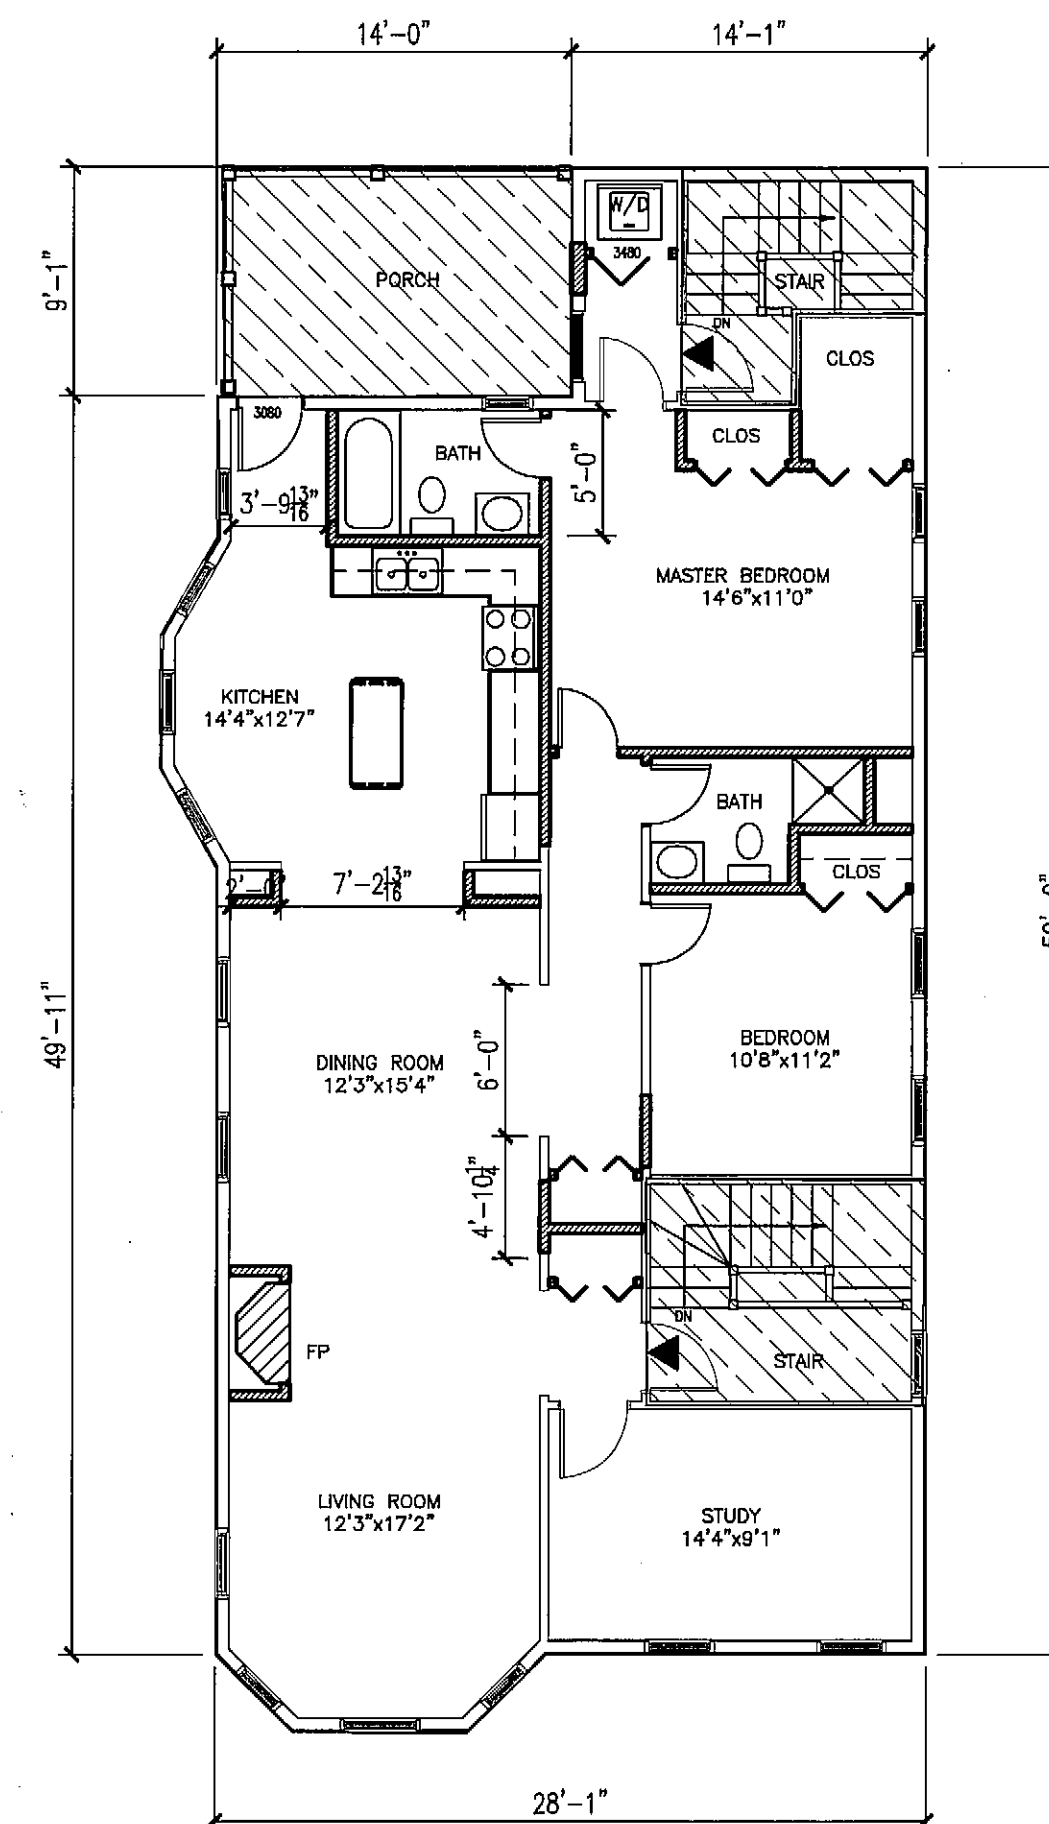 14'-0"
14'-1"
W/D
3480
9'-1"
PORCH
STAIR
DN
CLOS
3080
CLOS
BATH
5'-0"
3'-9 13/16"
MASTER BEDROOM
14'6"x11'0"
KITCHEN
14'4"x12'7"
BATH
CLOS
7'-2 13/16"
49'-11"
DINING ROOM
12'3"x15'4"
6'-0"
BEDROOM
10'8"x11'2"
4'-10 1/4"
DN
FP
STAIR
LIVING ROOM
12'3"x17'2"
STUDY
14'4"x9'1"
28'-1"